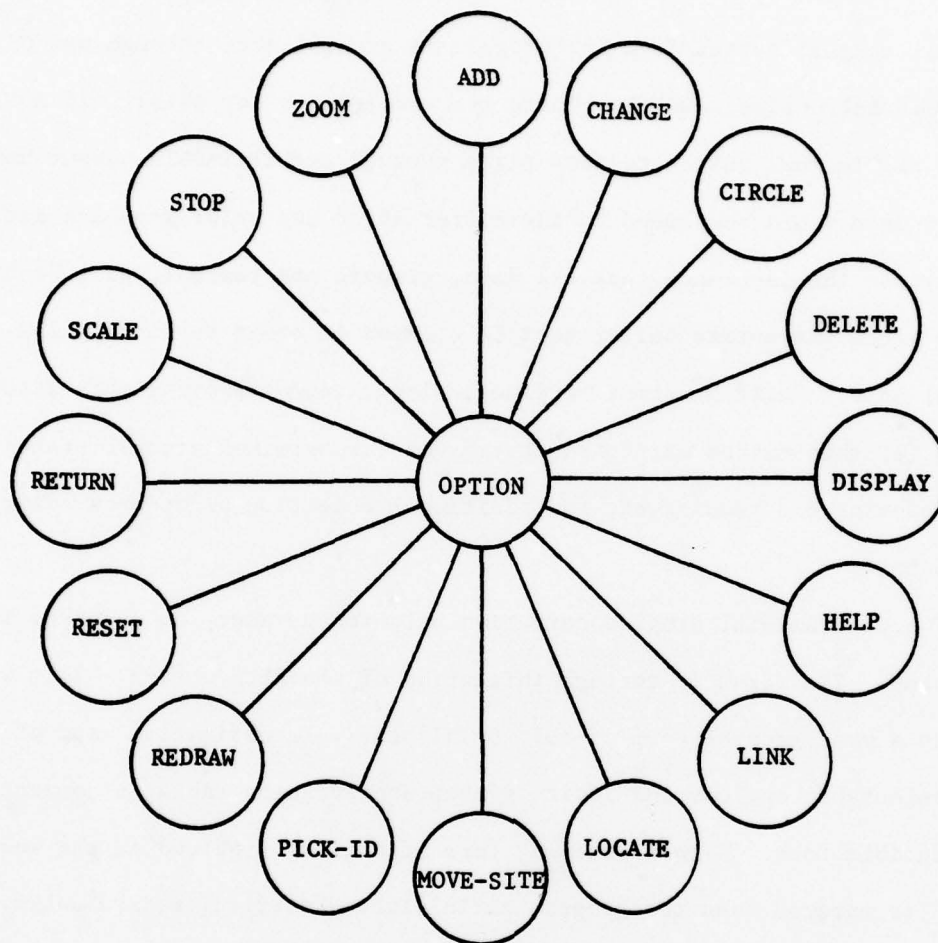 ADD
CHANGE
CIRCLE
DELETE
DISPLAY
HELP
LINK
LOCATE
MOVE-SITE
PICK-ID
REDRAW
RESET
RETURN
SCALE
STOP
ZOOM
OPTION